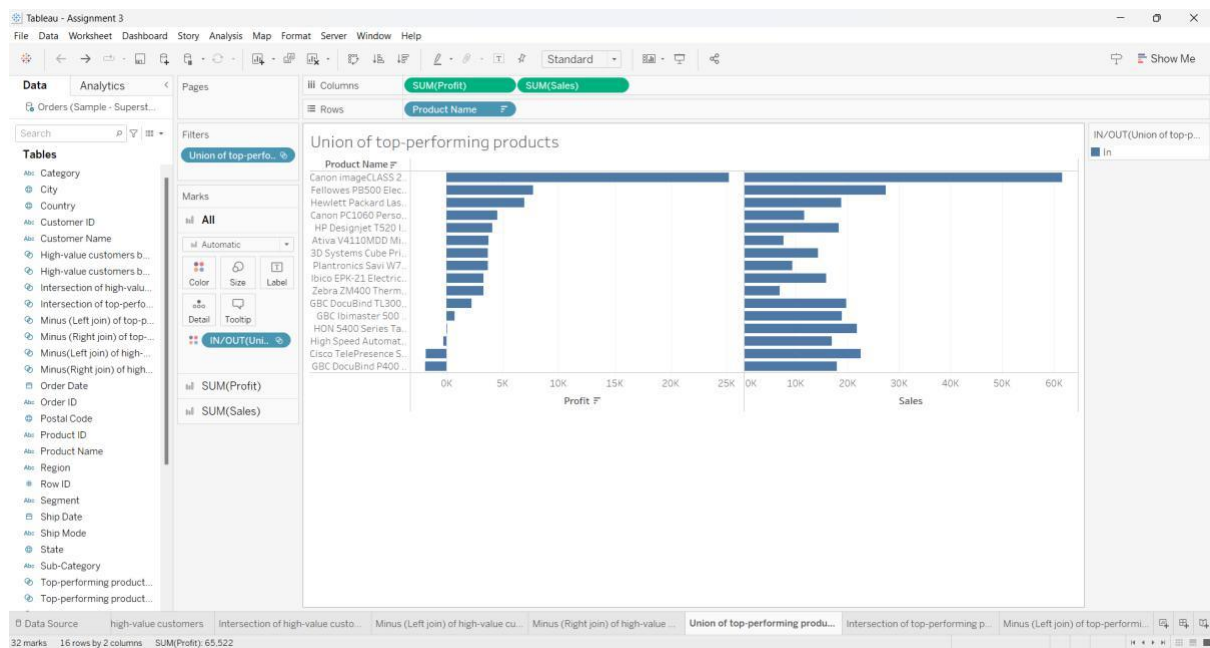 Tableau - Assignment 3
File Data Worksheet Dashboard Story Analysis Map Format Server Window Help
Standard
Show Me
Data Analytics
Pages
Columns SUM(Profit) SUM(Sales)
Orders (Sample - Superst...
Rows Product Name
Search
Filters
Union of top-perfo..
Tables
Category
City
Country
Customer ID
Customer Name
High-value customers b...
High-value customers b...
Intersection of high-valu...
Intersection of top-perfo...
Minus (Left join) of top-p...
Minus (Right join) of top-...
Minus(Left join) of high-...
Minus(Right join) of high...
Order Date
Order ID
Postal Code
Product ID
Product Name
Region
Row ID
Segment
Ship Date
Ship Mode
State
Sub-Category
Top-performing product...
Top-performing product...
Marks
All
Automatic
Color Size Label
Detail Tooltip
IN/OUT(Uni..
SUM(Profit)
SUM(Sales)
Union of top-performing products
Product Name
Canon imageCLASS 2..
Fellowes PB500 Elec..
Hewlett Packard Las..
Canon PC1060 Perso..
HP Designjet T520 I..
Ativa V4110MDD Mi..
3D Systems Cube Pri..
Plantronics Savi W7..
Ibico EPK-21 Electric..
Zebra ZM400 Therm..
GBC DocuBind TL300..
GBC Ibimaster 500 ..
HON 5400 Series Ta..
High Speed Automat..
Cisco TelePresence S..
GBC DocuBind P400 ..
0K 5K 10K 15K 20K 25K 0K 10K 20K 30K 40K 50K 60K
Profit Sales
IN/OUT(Union of top-p...
In
Data Source high-value customers Intersection of high-value custo... Minus (Left join) of high-value cu... Minus (Right join) of high-value ... Union of top-performing produ... Intersection of top-performing p... Minus (Left join) of top-performi...
32 marks 16 rows by 2 columns SUM(Profit): 65,522